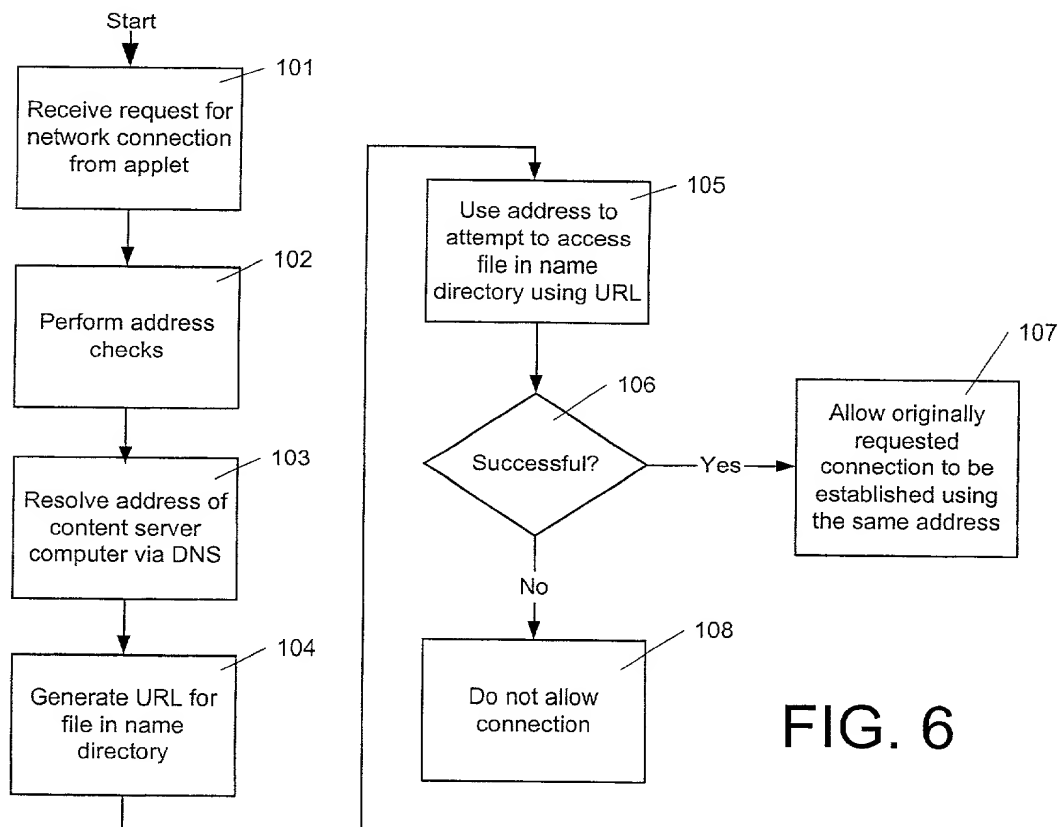 Start
101
Receive request for
network connection
from applet
102
Perform address
checks
103
Resolve address of
content server
computer via DNS
104
Generate URL for
file in name
directory
105
Use address to
attempt to access
file in name
directory using URL
106
Successful?
Yes
No
107
Allow originally
requested
connection to be
established using
the same address
108
Do not allow
connection
FIG. 6